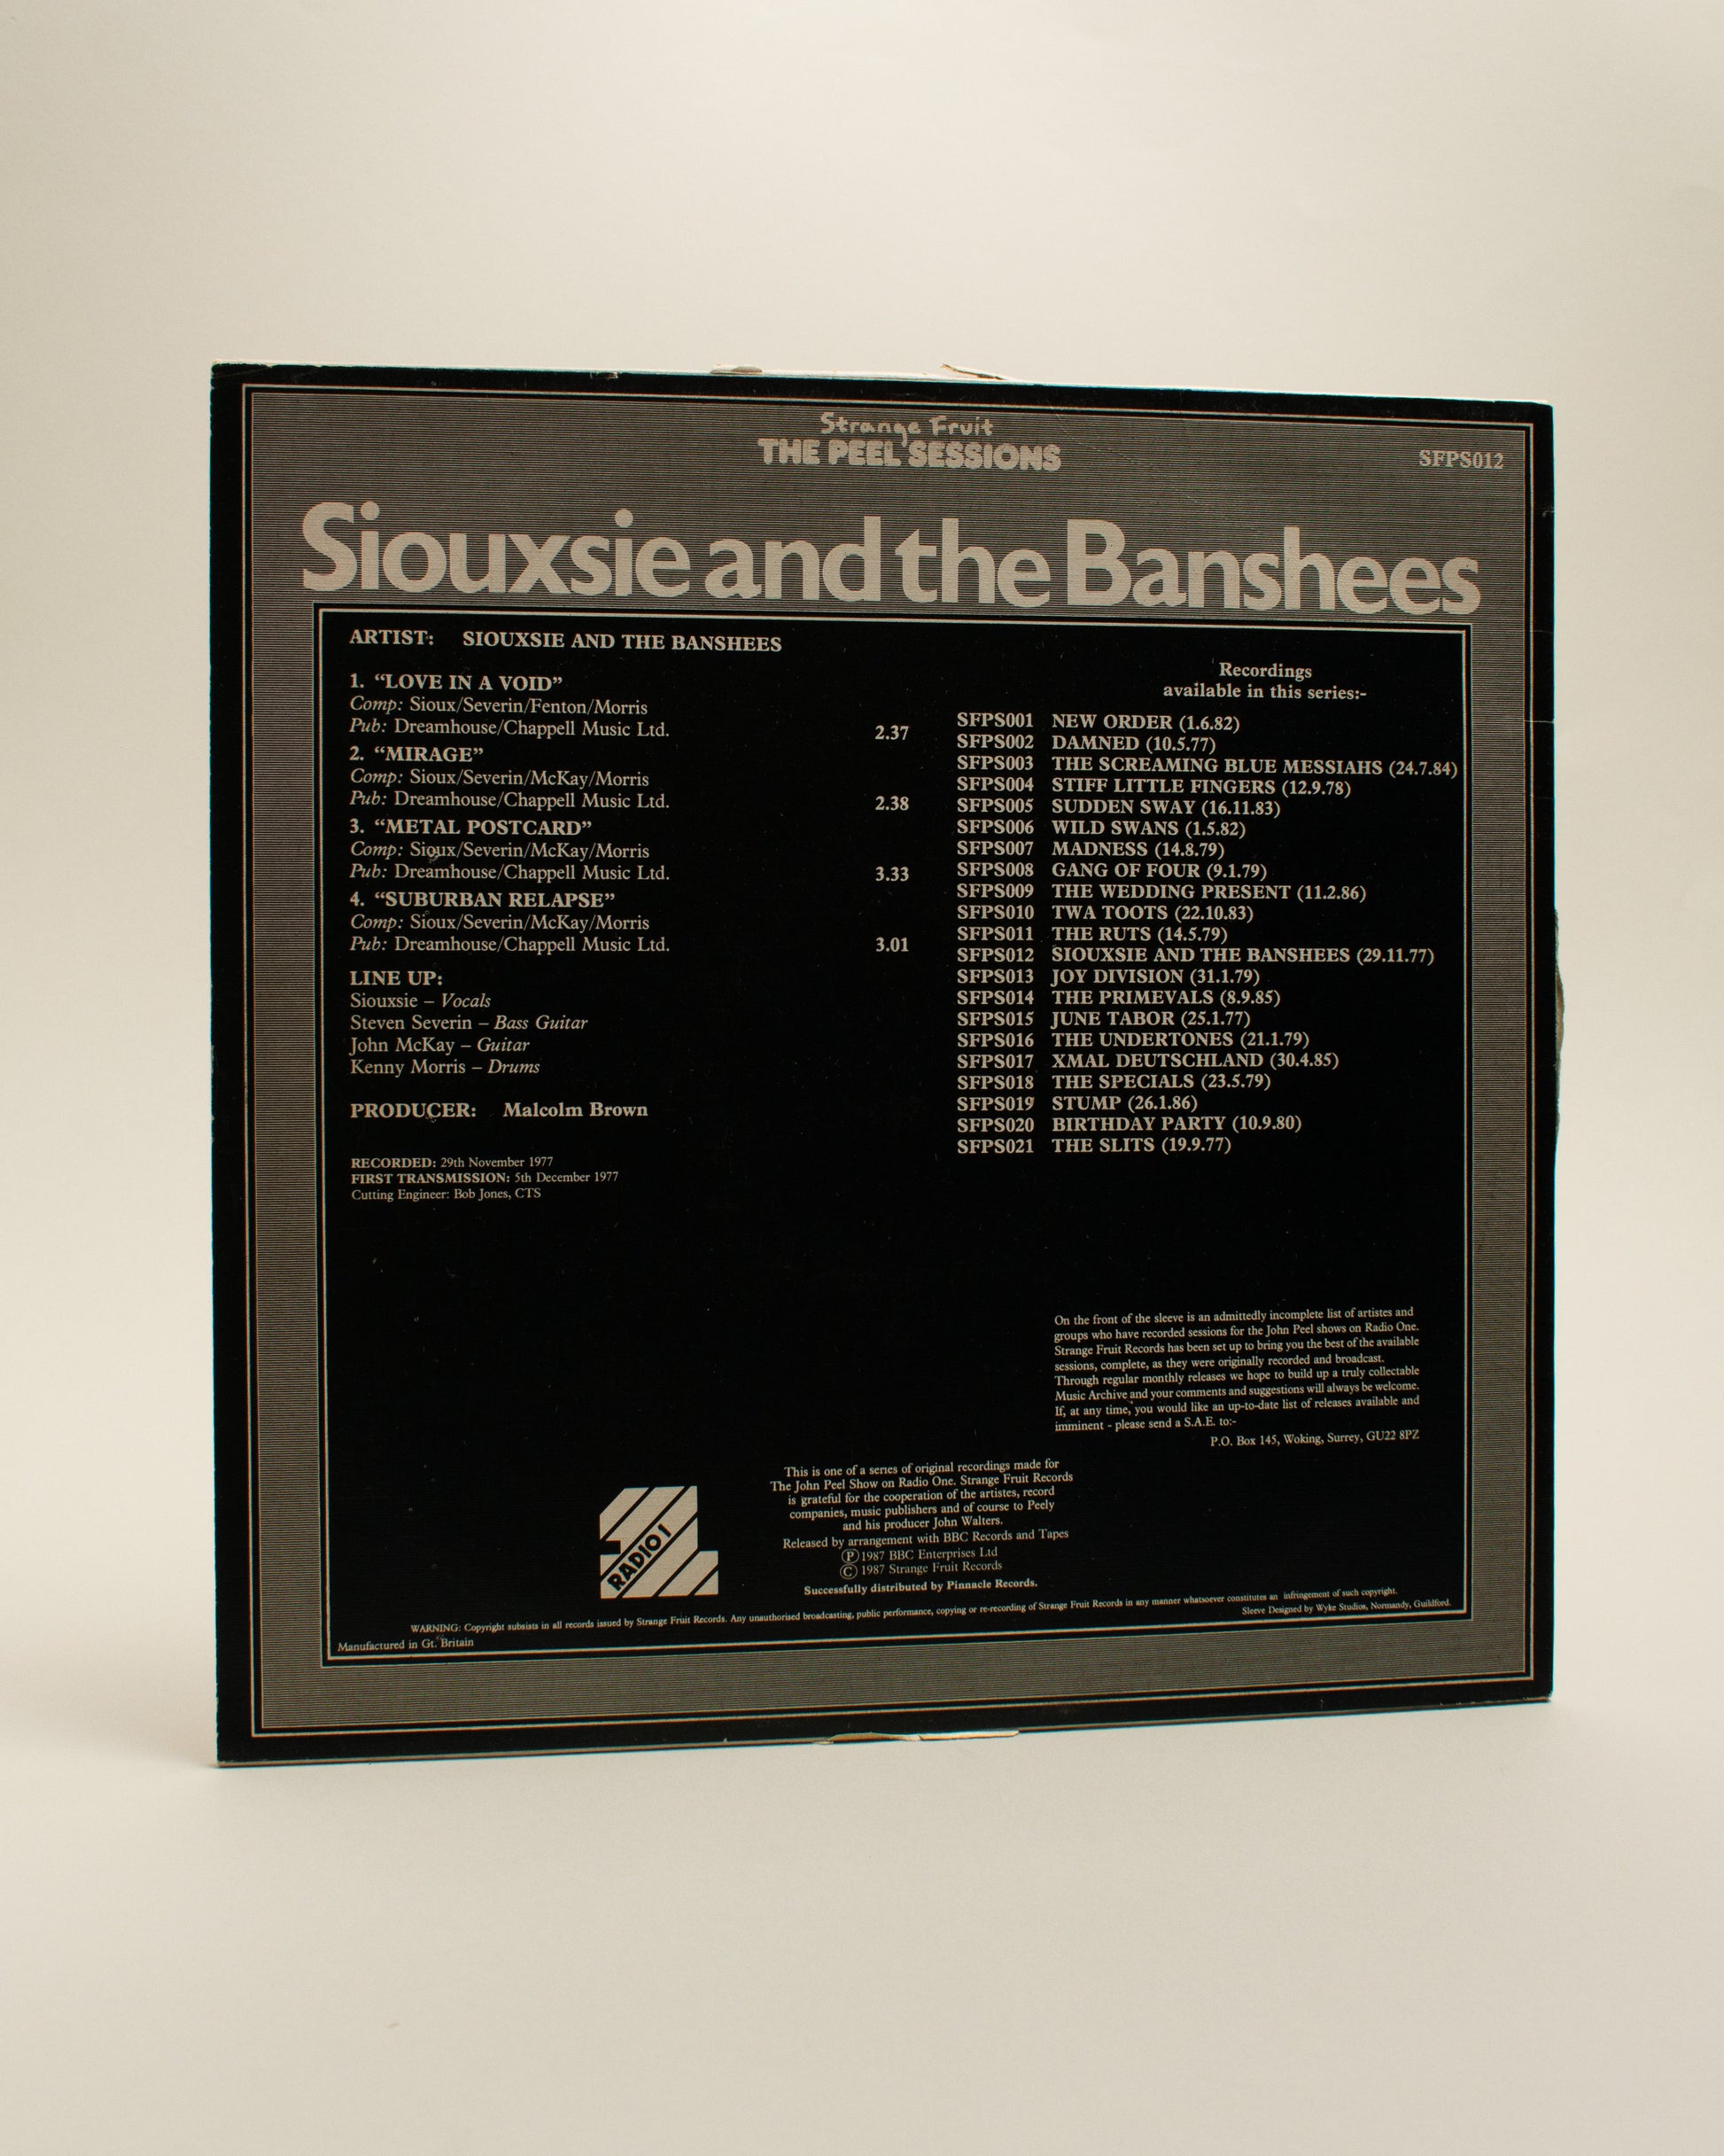 Strange Fruit
THE PEEL SESSIONS
SFPS012
Siouxsie and the Banshees
ARTIST: SIOUXSIE AND THE BANSHEES
1. “LOVE IN A VOID”
Comp: Sioux/Severin/Fenton/Morris
Pub: Dreamhouse/Chappell Music Ltd. 2.37
2. “MIRAGE”
Comp: Sioux/Severin/McKay/Morris
Pub: Dreamhouse/Chappell Music Ltd. 2.38
3. “METAL POSTCARD”
Comp: Sioux/Severin/McKay/Morris
Pub: Dreamhouse/Chappell Music Ltd. 3.33
4. “SUBURBAN RELAPSE”
Comp: Sioux/Severin/McKay/Morris
Pub: Dreamhouse/Chappell Music Ltd. 3.01
LINE UP:
Siouxsie – Vocals
Steven Severin – Bass Guitar
John McKay – Guitar
Kenny Morris – Drums
PRODUCER: Malcolm Brown
RECORDED: 29th November 1977
FIRST TRANSMISSION: 5th December 1977
Cutting Engineer: Bob Jones, CTS
Recordings
available in this series:-
SFPS001 NEW ORDER (1.6.82)
SFPS002 DAMNED (10.5.77)
SFPS003 THE SCREAMING BLUE MESSIAHS (24.7.84)
SFPS004 STIFF LITTLE FINGERS (12.9.78)
SFPS005 SUDDEN SWAY (16.11.83)
SFPS006 WILD SWANS (1.5.82)
SFPS007 MADNESS (14.8.79)
SFPS008 GANG OF FOUR (9.1.79)
SFPS009 THE WEDDING PRESENT (11.2.86)
SFPS010 TWA TOOTS (22.10.83)
SFPS011 THE RUTS (14.5.79)
SFPS012 SIOUXSIE AND THE BANSHEES (29.11.77)
SFPS013 JOY DIVISION (31.1.79)
SFPS014 THE PRIMEVALS (8.9.85)
SFPS015 JUNE TABOR (25.1.77)
SFPS016 THE UNDERTONES (21.1.79)
SFPS017 XMAL DEUTSCHLAND (30.4.85)
SFPS018 THE SPECIALS (23.5.79)
SFPS019 STUMP (26.1.86)
SFPS020 BIRTHDAY PARTY (10.9.80)
SFPS021 THE SLITS (19.9.77)
On the front of the sleeve is an admittedly incomplete list of artistes and
groups who have recorded sessions for the John Peel shows on Radio One.
Strange Fruit Records has been set up to bring you the best of the available
sessions, complete, as they were originally recorded and broadcast.
Through regular monthly releases we hope to build up a truly collectable
Music Archive and your comments and suggestions will always be welcome.
If, at any time, you would like an up-to-date list of releases available and
imminent - please send a S.A.E. to:-
P.O. Box 145, Woking, Surrey, GU22 8PZ
RADIO 1
This is one of a series of original recordings made for
The John Peel Show on Radio One. Strange Fruit Records
is grateful for the cooperation of the artistes, record
companies, music publishers and of course to Peely
and his producer John Walters.
Released by arrangement with BBC Records and Tapes
Ⓟ 1987 BBC Enterprises Ltd
© 1987 Strange Fruit Records
Successfully distributed by Pinnacle Records.
WARNING: Copyright subsists in all records issued by Strange Fruit Records. Any unauthorised broadcasting, public performance, copying or re-recording of Strange Fruit Records in any manner whatsoever constitutes an infringement of such copyright.
Sleeve Designed by Wyke Studios, Normandy, Guildford.
Manufactured in Gt. Britain